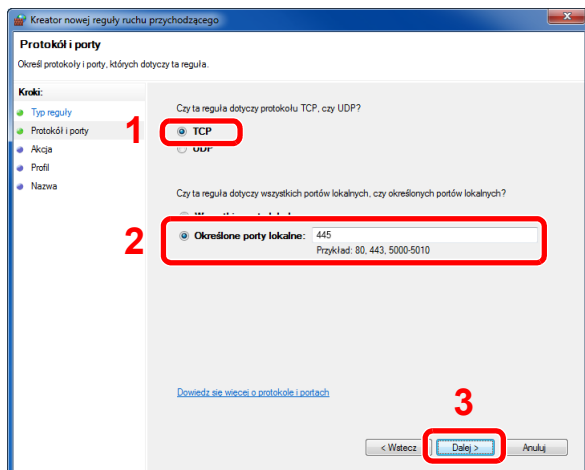 Kreator nowej reguły ruchu przychodzącego
Protokół i porty
Określ protokoły i porty, których dotyczy ta reguła.
Kroki:
Typ reguły
Protokół i porty
Akcja
Profil
Nazwa
Czy ta reguła dotyczy protokołu TCP, czy UDP?
1
TCP
UDP
Czy ta reguła dotyczy wszystkich portów lokalnych, czy określonych portów lokalnych?
2
Określone porty lokalne: 445
Przykład: 80, 443, 5000-5010
Dowiedz się więcej o protokole i portach
3
< Wstecz Dalej > Anuluj